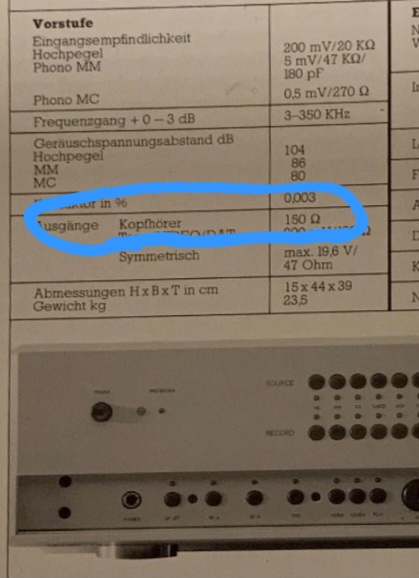 Vorstufe
Eingangsempfindlichkeit
Hochpegel 200 mV/20 KΩ
Phono MM 5 mV/47 KΩ/
180 pF
Phono MC 0,5 mV/270 Ω
Frequenzgang + 0 – 3 dB 3–350 KHz
Geräuschspannungsabstand dB
Hochpegel 104
MM 86
MC 80
in % 0,003
Ausgänge Kopfhörer 150 Ω
Symmetrisch max. 19,6 V/
47 Ohm
Abmessungen H x B x T in cm 15 x 44 x 39
Gewicht kg 23,5
SOURCE
RECORD